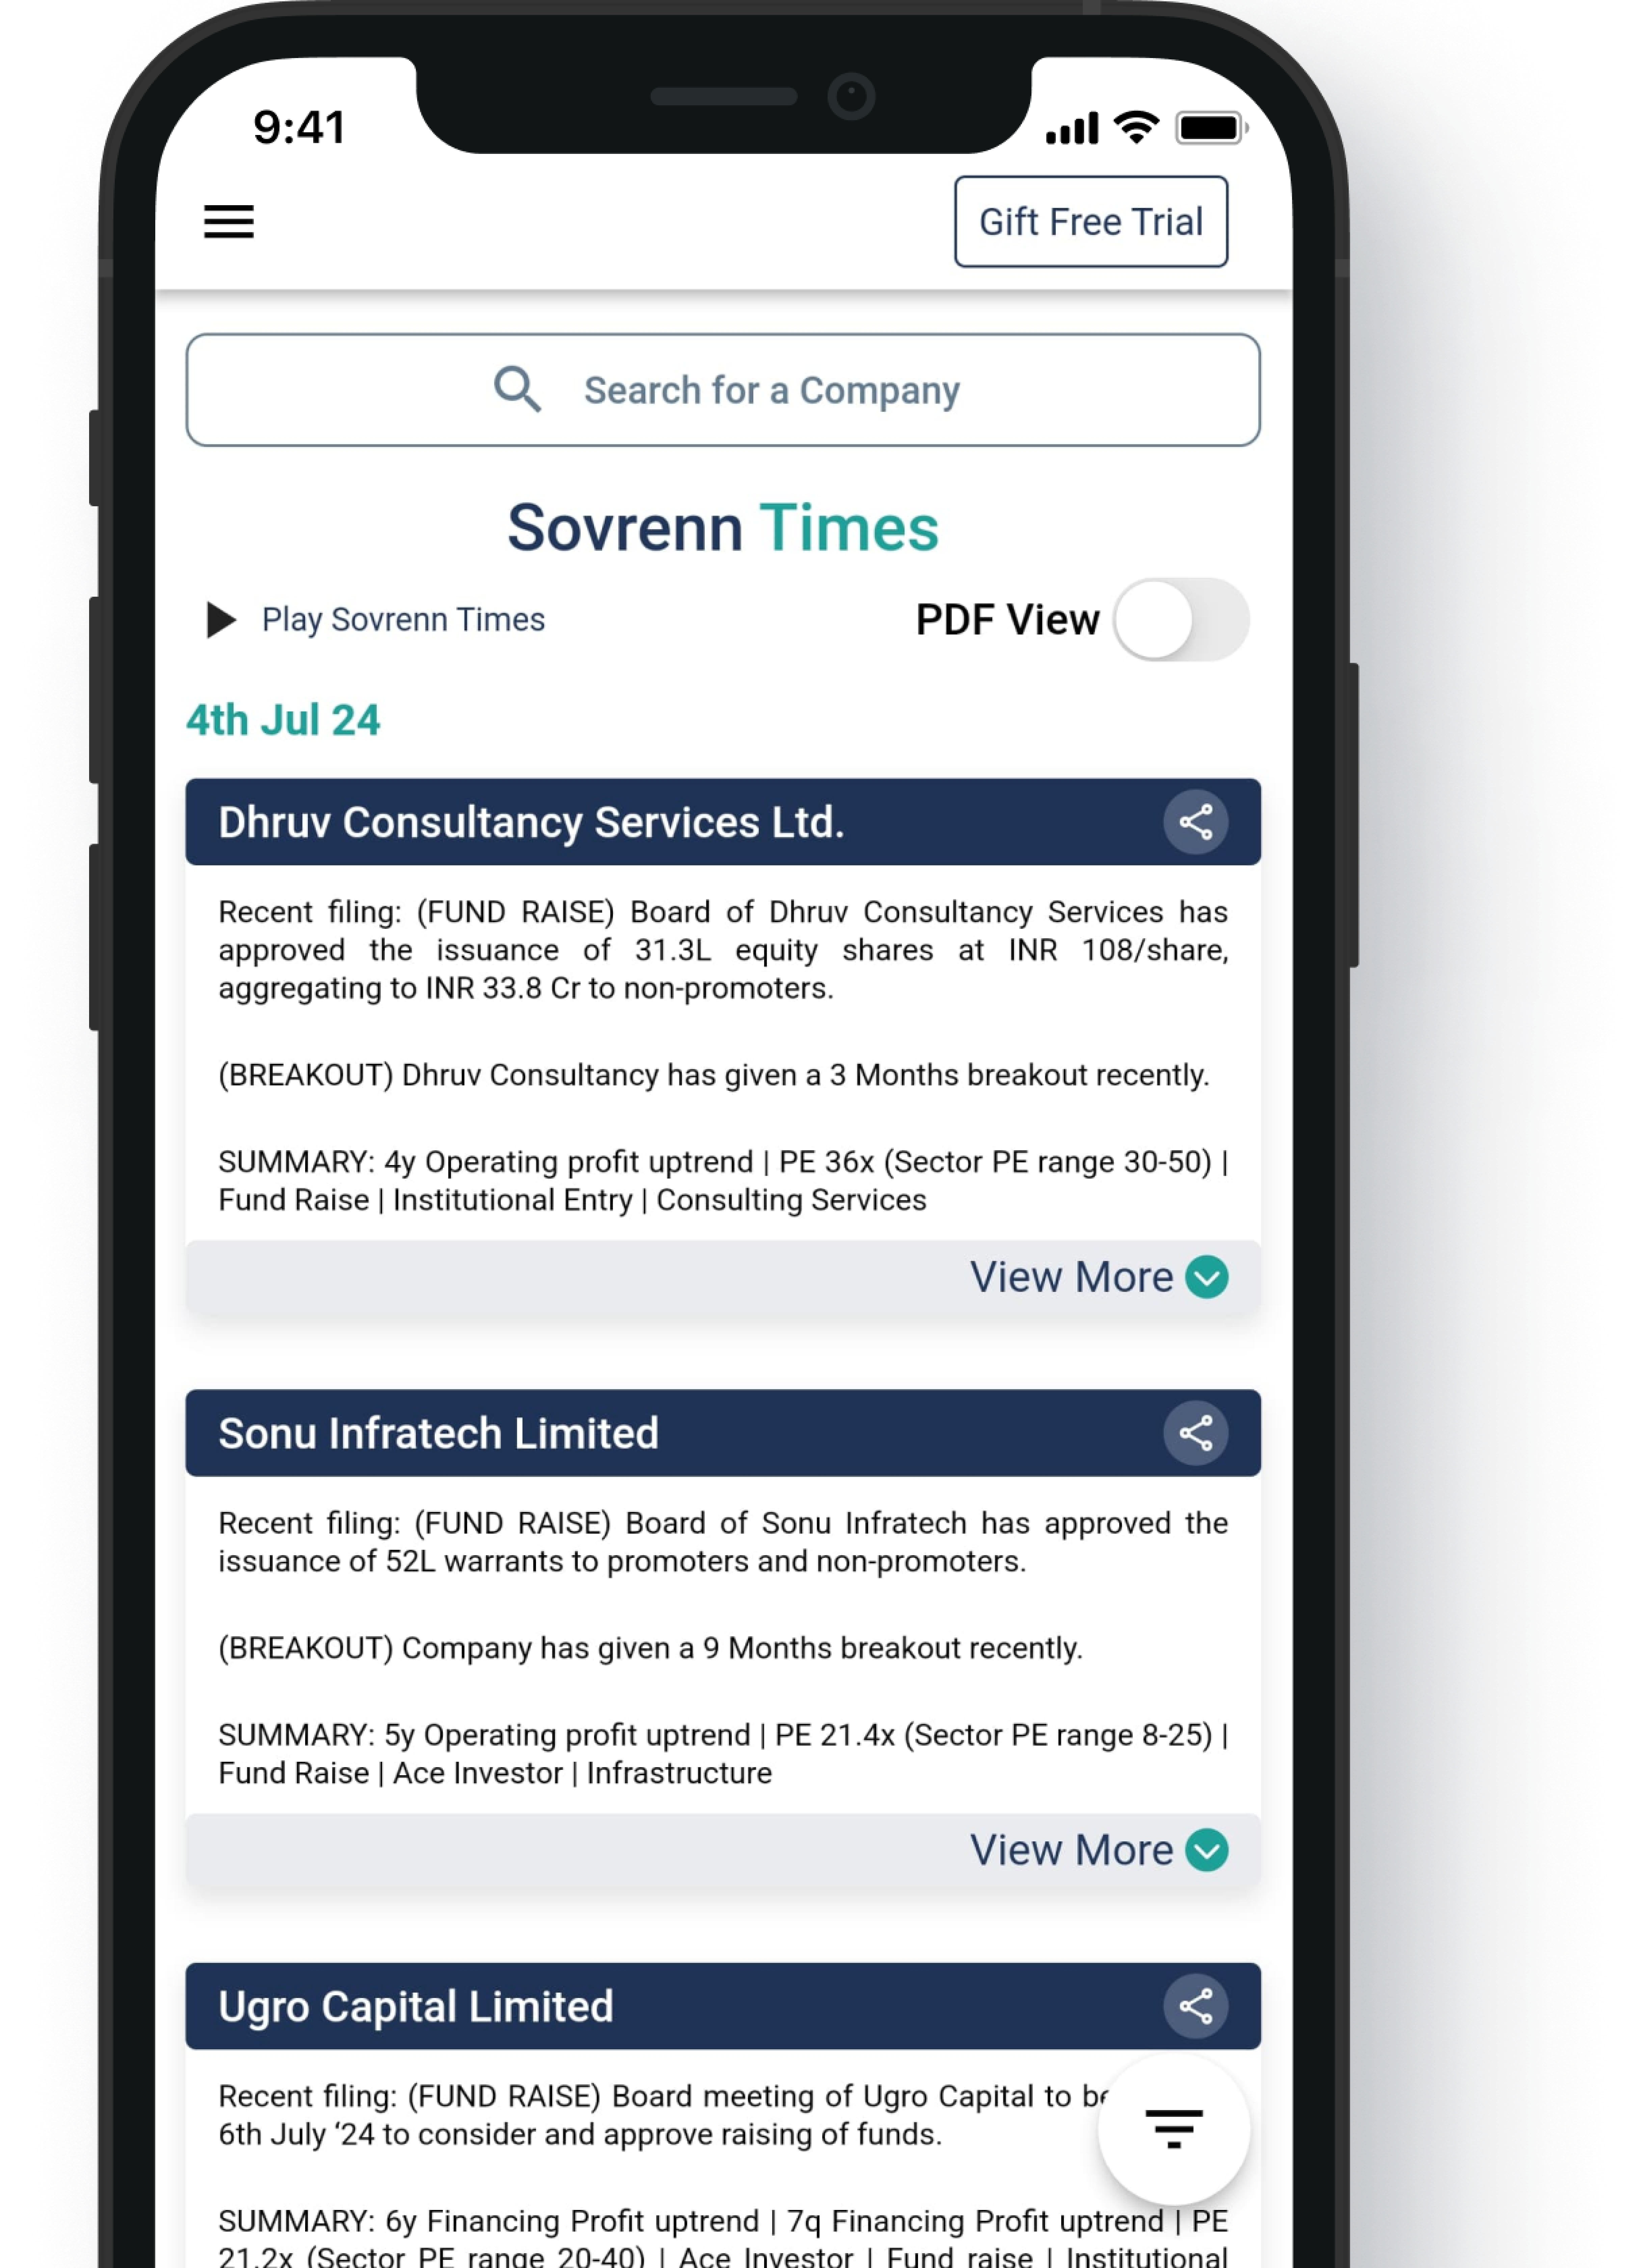 9:41
Gift Free Trial
Search for a Company
Sovrenn Times
Play Sovrenn Times
PDF View
4th Jul 24
Dhruv Consultancy Services Ltd.
Recent filing: (FUND RAISE) Board of Dhruv Consultancy Services has
approved the issuance of 31.3L equity shares at INR 108/share,
aggregating to INR 33.8 Cr to non-promoters.
(BREAKOUT) Dhruv Consultancy has given a 3 Months breakout recently.
SUMMARY: 4y Operating profit uptrend | PE 36x (Sector PE range 30-50) |
Fund Raise | Institutional Entry | Consulting Services
View More
Sonu Infratech Limited
Recent filing: (FUND RAISE) Board of Sonu Infratech has approved the
issuance of 52L warrants to promoters and non-promoters.
(BREAKOUT) Company has given a 9 Months breakout recently.
SUMMARY: 5y Operating profit uptrend | PE 21.4x (Sector PE range 8-25) |
Fund Raise | Ace Investor | Infrastructure
View More
Ugro Capital Limited
Recent filing: (FUND RAISE) Board meeting of Ugro Capital to
6th July ‘24 to consider and approve raising of funds.
SUMMARY: 6y Financing Profit uptrend | 7q Financing Profit uptrend | PE
21.2x (Sector PE range 20-40) | Ace Investor | Fund raise | Institutional